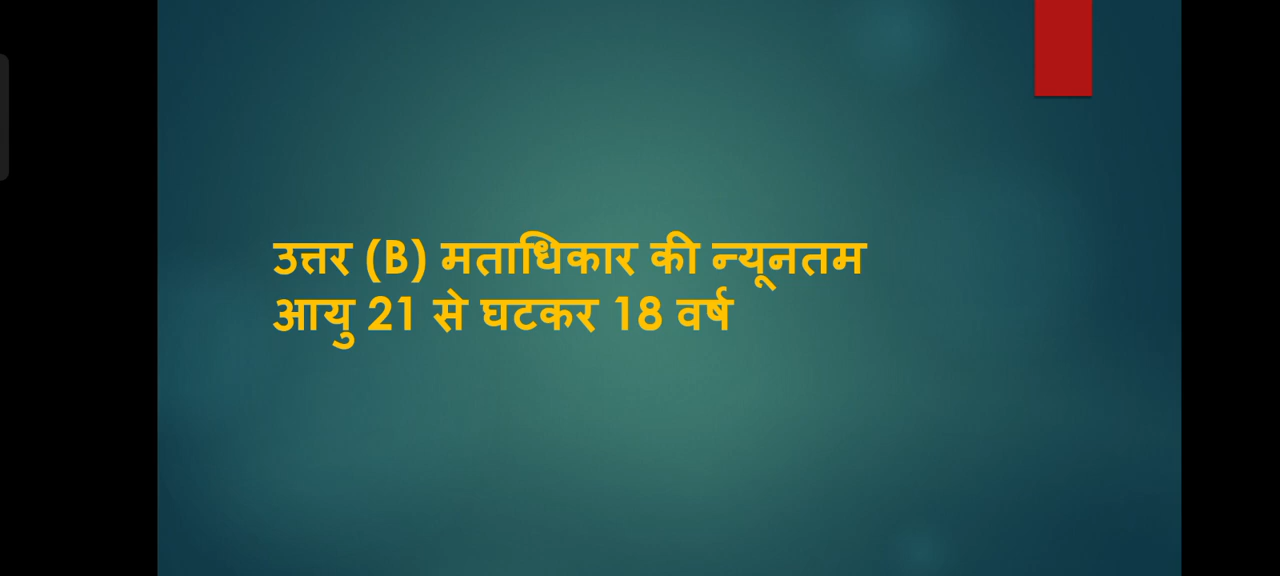 उत्तर (B) मताधिकार की न्यूनतम
आयु 21 से घटकर 18 वर्ष